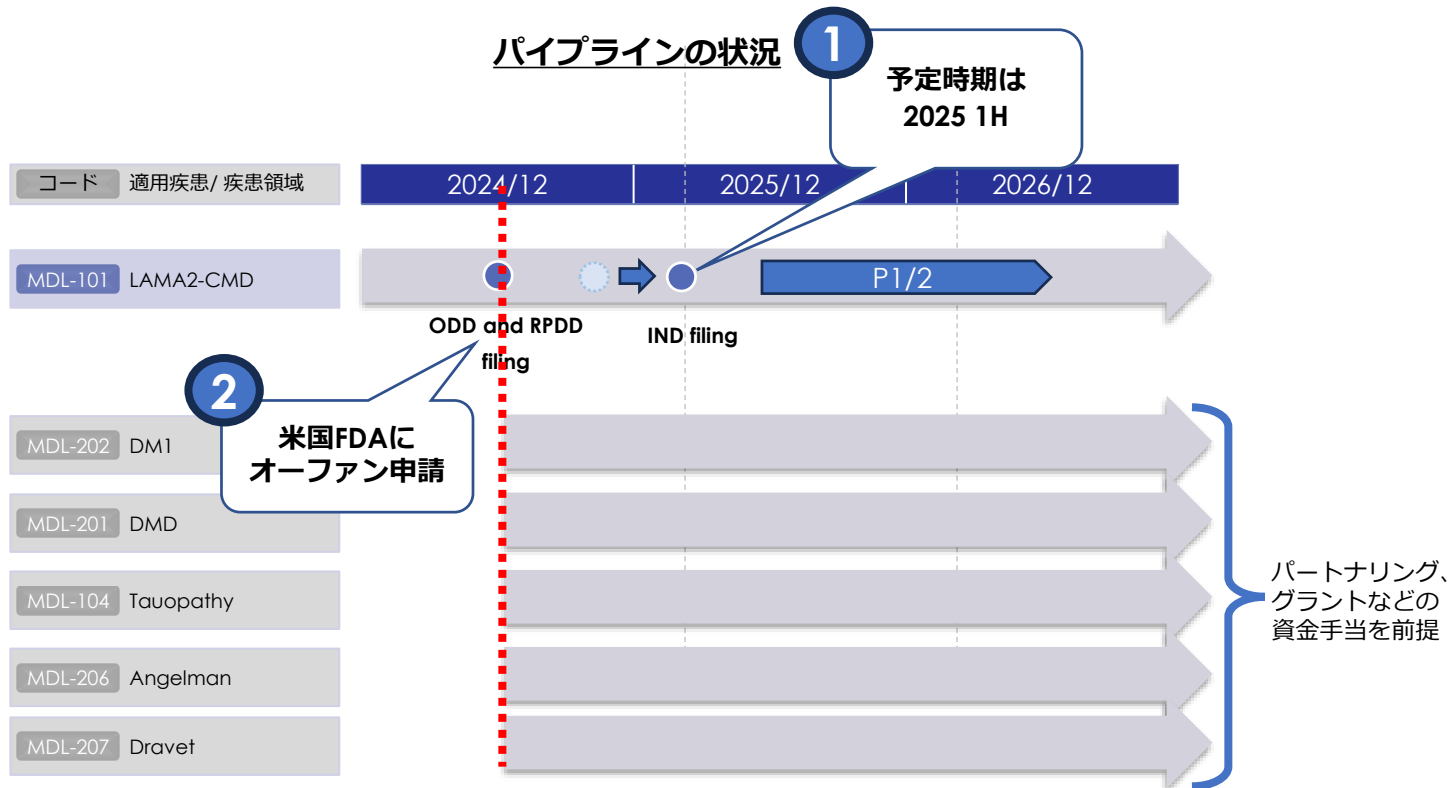 パイプラインの状況
1
予定時期は
2025 1H
コード 適用疾患/ 疾患領域
2024/12 2025/12 2026/12
MDL-101 LAMA2-CMD
P1/2
ODD and RPDD
filing
IND filing
2
米国FDAに
オーファン申請
MDL-202 DM1
MDL-201 DMD
MDL-104 Tauopathy
MDL-206 Angelman
MDL-207 Dravet
パートナリング、
グラントなどの
資金手当を前提